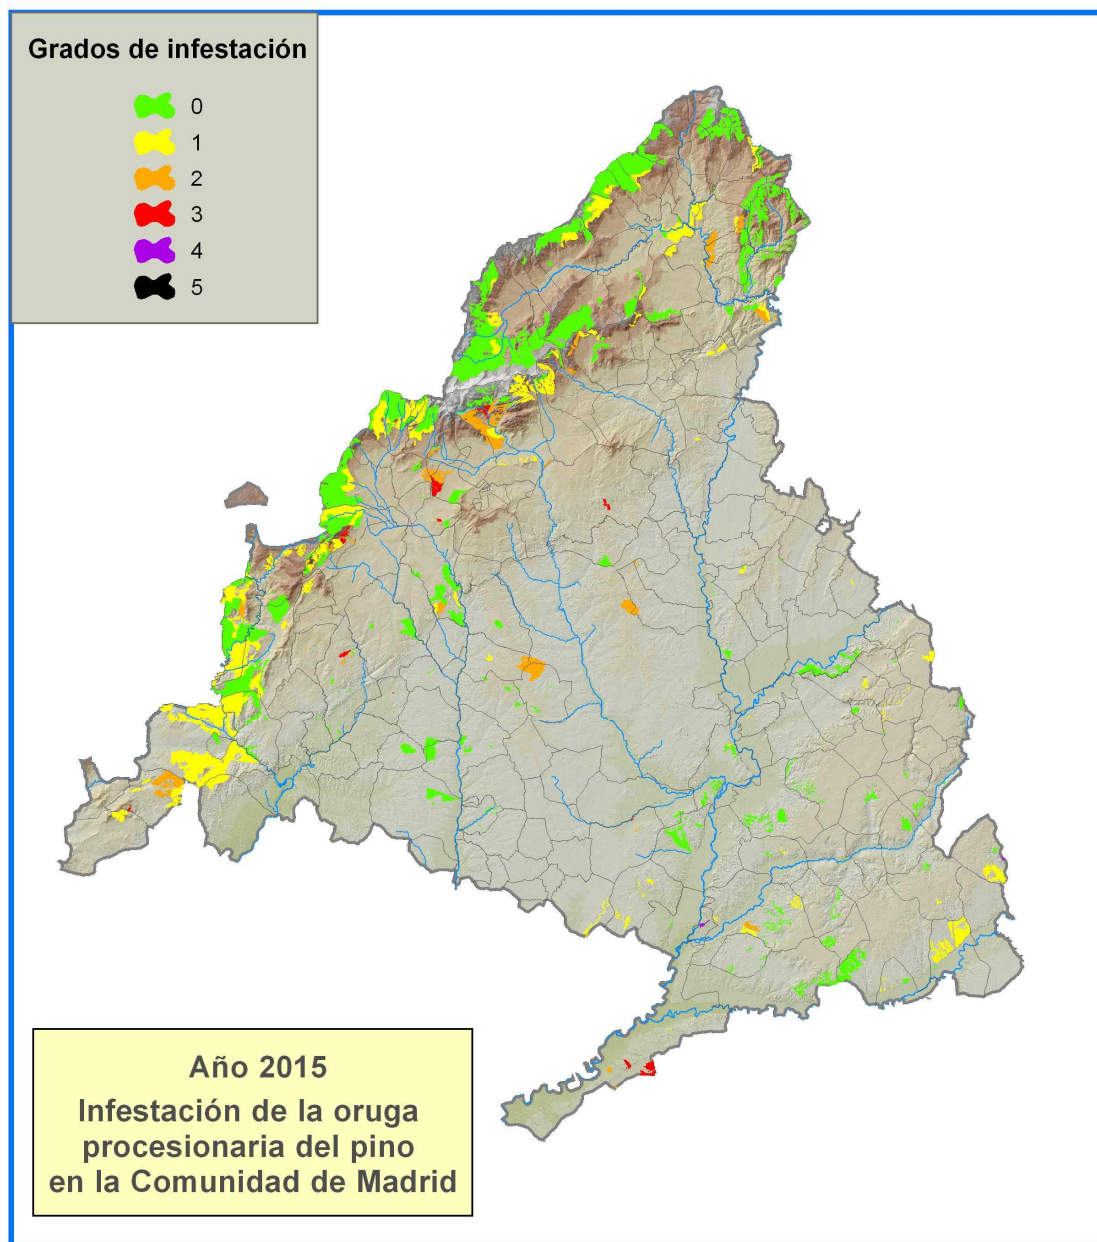 Grados de infestación
0
1
2
3
4
5
Año 2015
Infestación de la oruga
procesionaria del pino
en la Comunidad de Madrid